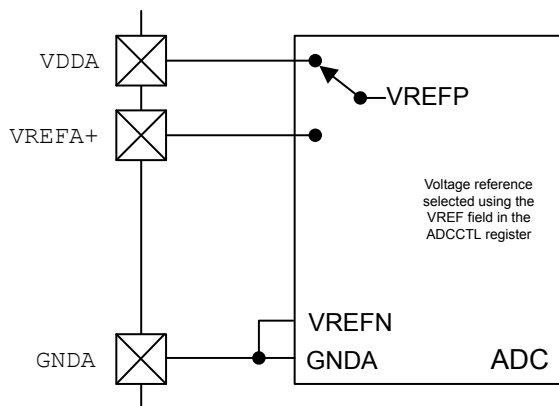 VDDA
VREFP
VREFA+
Voltage reference
selected using the
VREF field in the
ADCCTL register
VREFN
GNDA
GNDA
ADC